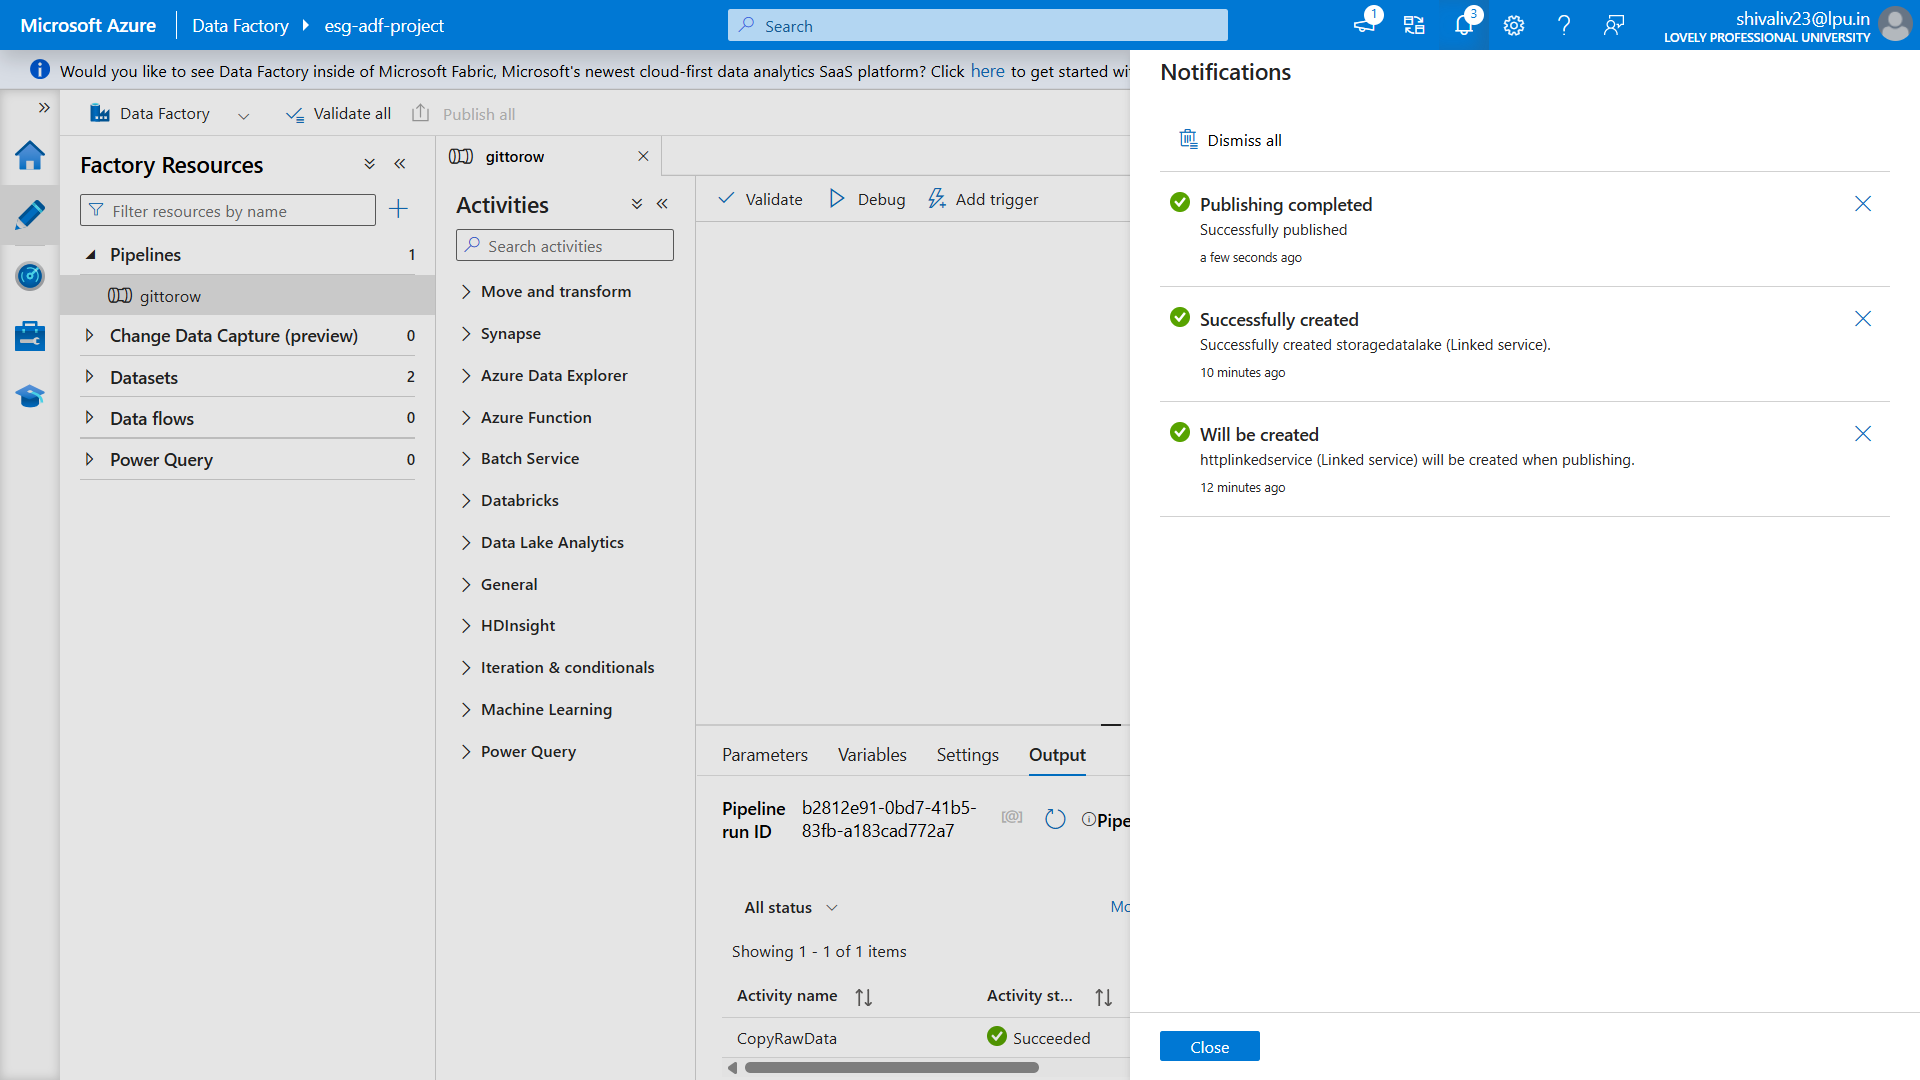 Microsoft Azure
Data Factory
esg-adf-project
Search
1
3
shivaliv23@lpu.in
LOVELY PROFESSIONAL UNIVERSITY
Would you like to see Data Factory inside of Microsoft Fabric, Microsoft's newest cloud-first data analytics SaaS platform? Click here to get started wi
Data Factory
Validate all
Publish all
Factory Resources
Filter resources by name
Pipelines 1
gittorow
Change Data Capture (preview) 0
Datasets 2
Data flows 0
Power Query 0
gittorow
Activities
Search activities
Move and transform
Synapse
Azure Data Explorer
Azure Function
Batch Service
Databricks
Data Lake Analytics
General
HDInsight
Iteration & conditionals
Machine Learning
Power Query
Validate
Debug
Add trigger
Parameters
Variables
Settings
Output
Pipeline run ID
b2812e91-0bd7-41b5-
83fb-a183cad772a7
[@]
Pipe
All status
Mo
Showing 1 - 1 of 1 items
Activity name
Activity st...
CopyRawData
Succeeded
Notifications
Dismiss all
Publishing completed
Successfully published
a few seconds ago
Successfully created
Successfully created storagedatalake (Linked service).
10 minutes ago
Will be created
httplinkedservice (Linked service) will be created when publishing.
12 minutes ago
Close